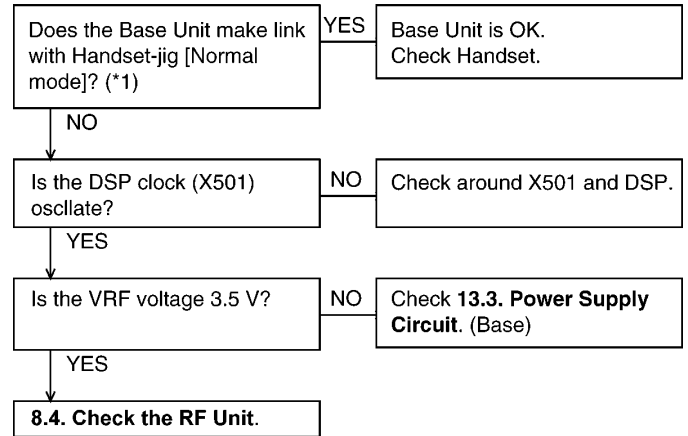 Does the Base Unit make link
with Handset-jig [Normal
mode]? (*1)
YES
Base Unit is OK.
Check Handset.
NO
Is the DSP clock (X501)
oscllate?
NO
Check around X501 and DSP.
YES
Is the VRF voltage 3.5 V?
NO
Check 13.3. Power Supply
Circuit. (Base)
YES
8.4. Check the RF Unit.